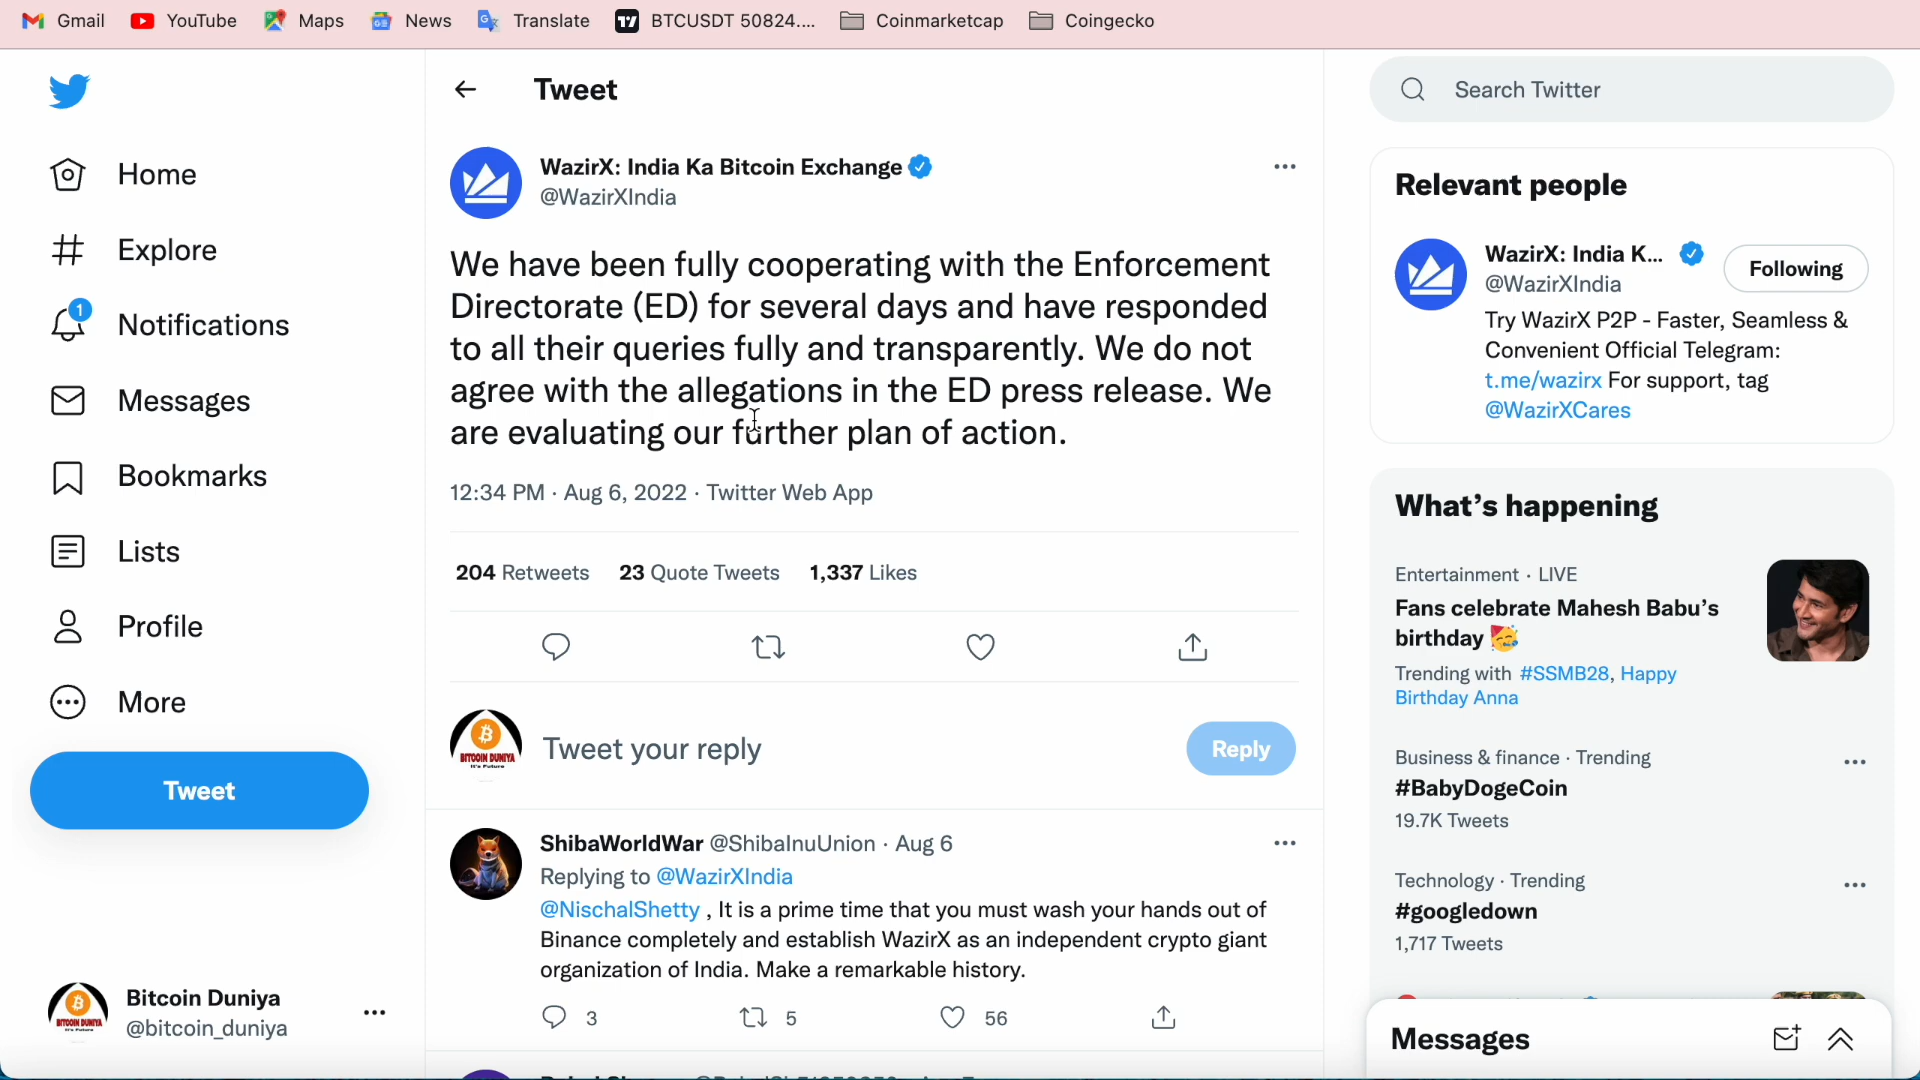 Gmail YouTube Maps News Translate BTCUSDT 50824.... Coinmarketcap Coingecko
Home
Explore
1
Notifications
Messages
Bookmarks
Lists
Profile
More
Tweet
Bitcoin Duniya
@bitcoin_duniya
Tweet
WazirX: India Ka Bitcoin Exchange
@WazirXIndia
We have been fully cooperating with the Enforcement
Directorate (ED) for several days and have responded
to all their queries fully and transparently. We do not
agree with the allegations in the ED press release. We
are evaluating our further plan of action.
12:34 PM · Aug 6, 2022 · Twitter Web App
204 Retweets 23 Quote Tweets 1,337 Likes
BITCOIN DUNIYA
It's Future
Tweet your reply
Reply
ShibaWorldWar @ShibaInuUnion · Aug 6
Replying to @WazirXIndia
@NischalShetty , It is a prime time that you must wash your hands out of
Binance completely and establish WazirX as an independent crypto giant
organization of India. Make a remarkable history.
3 5 56
Search Twitter
Relevant people
WazirX: India K...
@WazirXIndia
Following
Try WazirX P2P - Faster, Seamless &
Convenient Official Telegram:
t.me/wazirx For support, tag
@WazirXCares
What's happening
Entertainment · LIVE
Fans celebrate Mahesh Babu's
birthday 🥳
Trending with #SSMB28, Happy
Birthday Anna
Business & finance · Trending
#BabyDogeCoin
19.7K Tweets
Technology · Trending
#googledown
1,717 Tweets
Messages